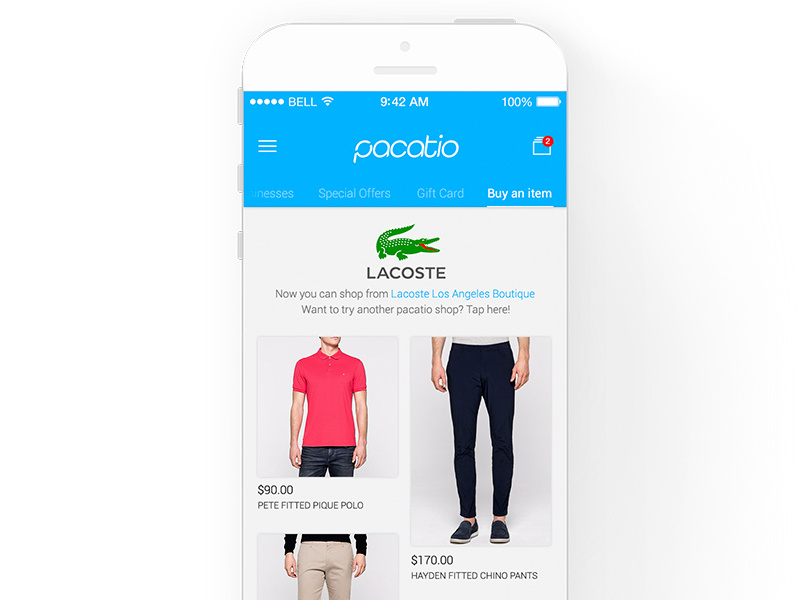 BELL 9:42 AM 100%
pacatio 2
nesses Special Offers Gift Card Buy an item
LACOSTE
Now you can shop from Lacoste Los Angeles Boutique
Want to try another pacatio shop? Tap here!
$90.00
PETE FITTED PIQUE POLO
$170.00
HAYDEN FITTED CHINO PANTS